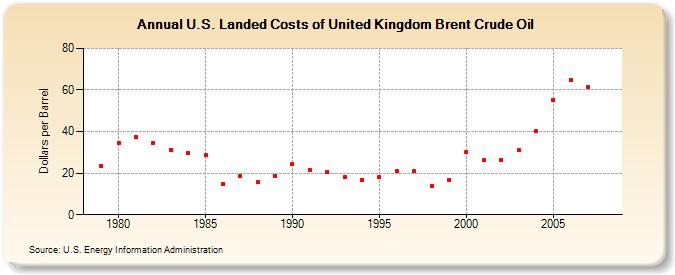 Annual U.S. Landed Costs of United Kingdom Brent Crude Oil
Dollars per Barrel
80
60
40
20
0
1980 1985 1990 1995 2000 2005
Source: U.S. Energy Information Administration